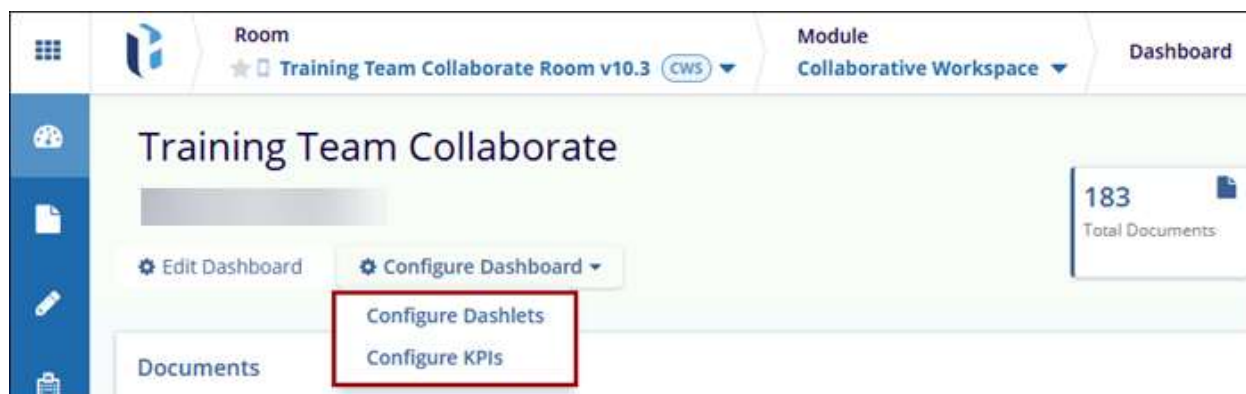 Room
Training Team Collaborate Room v10.3 CWS
Module
Collaborative Workspace
Dashboard
Training Team Collaborate
183
Total Documents
Edit Dashboard
Configure Dashboard
Configure Dashlets
Configure KPIs
Documents